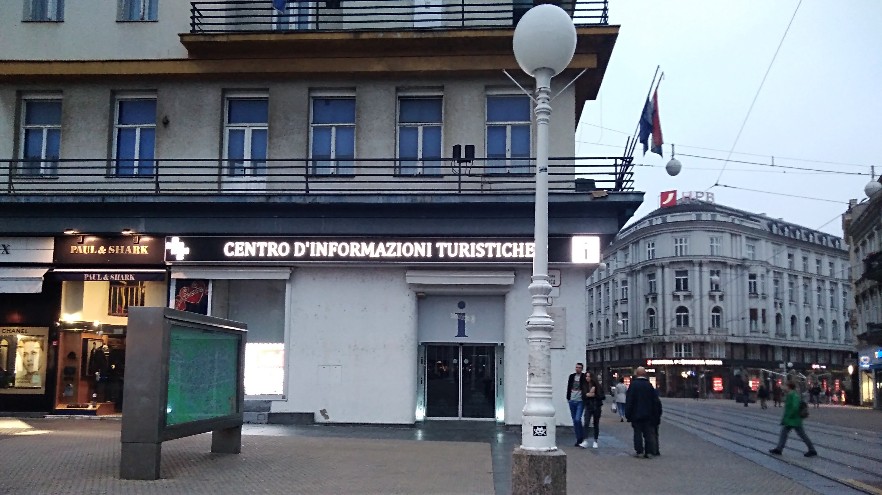 HPB
PAUL & SHARK
CENTRO D'INFORMAZIONI TURISTICHE
i
X
PAUL & SHARK
i
CHANEL